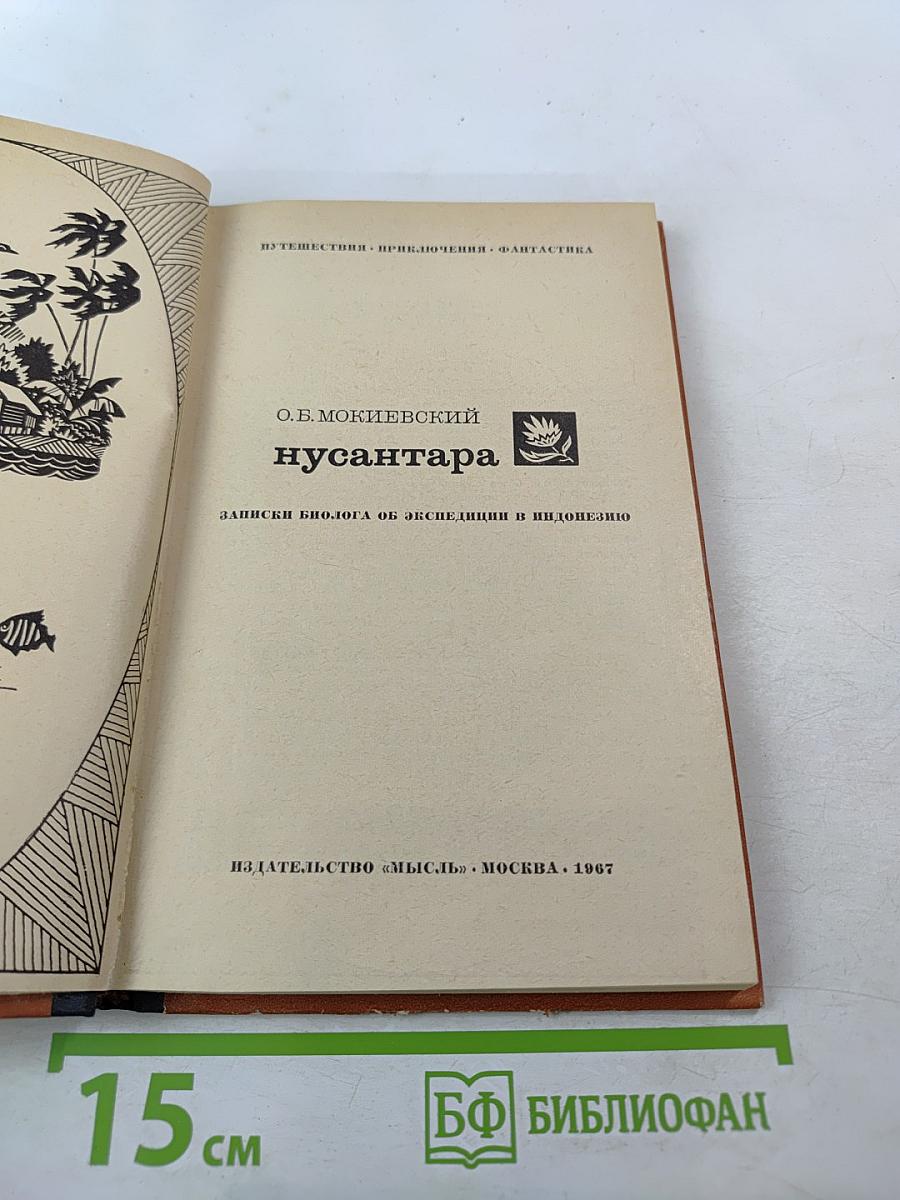 ПУТЕШЕСТВИЯ · ПРИКЛЮЧЕНИЯ · ФАНТАСТИКА
О.Б. МОКИЕВСКИЙ
нусантара
ЗАПИСКИ БИОЛОГА ОБ ЭКСПЕДИЦИИ В ИНДОНЕЗИЮ
ИЗДАТЕЛЬСТВО «МЫСЛЬ» · МОСКВА · 1967
15 см
БФ БИБЛИОФАН